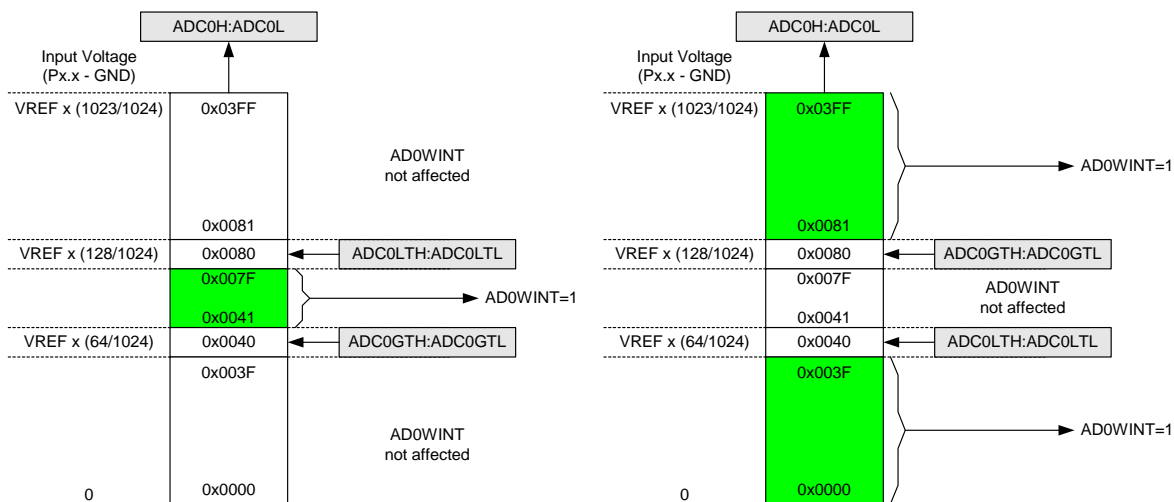 ADC0H:ADC0L
Input Voltage
(Px.x - GND)
VREF x (1023/1024)
0x03FF
AD0WINT
not affected
0x0081
VREF x (128/1024)
0x0080
ADC0LTH:ADC0LTL
0x007F
AD0WINT=1
0x0041
VREF x (64/1024)
0x0040
ADC0GTH:ADC0GTL
0x003F
AD0WINT
not affected
0
0x0000
ADC0H:ADC0L
Input Voltage
(Px.x - GND)
VREF x (1023/1024)
0x03FF
AD0WINT=1
0x0081
VREF x (128/1024)
0x0080
ADC0GTH:ADC0GTL
0x007F
AD0WINT
not affected
0x0041
VREF x (64/1024)
0x0040
ADC0LTH:ADC0LTL
0x003F
AD0WINT=1
0
0x0000